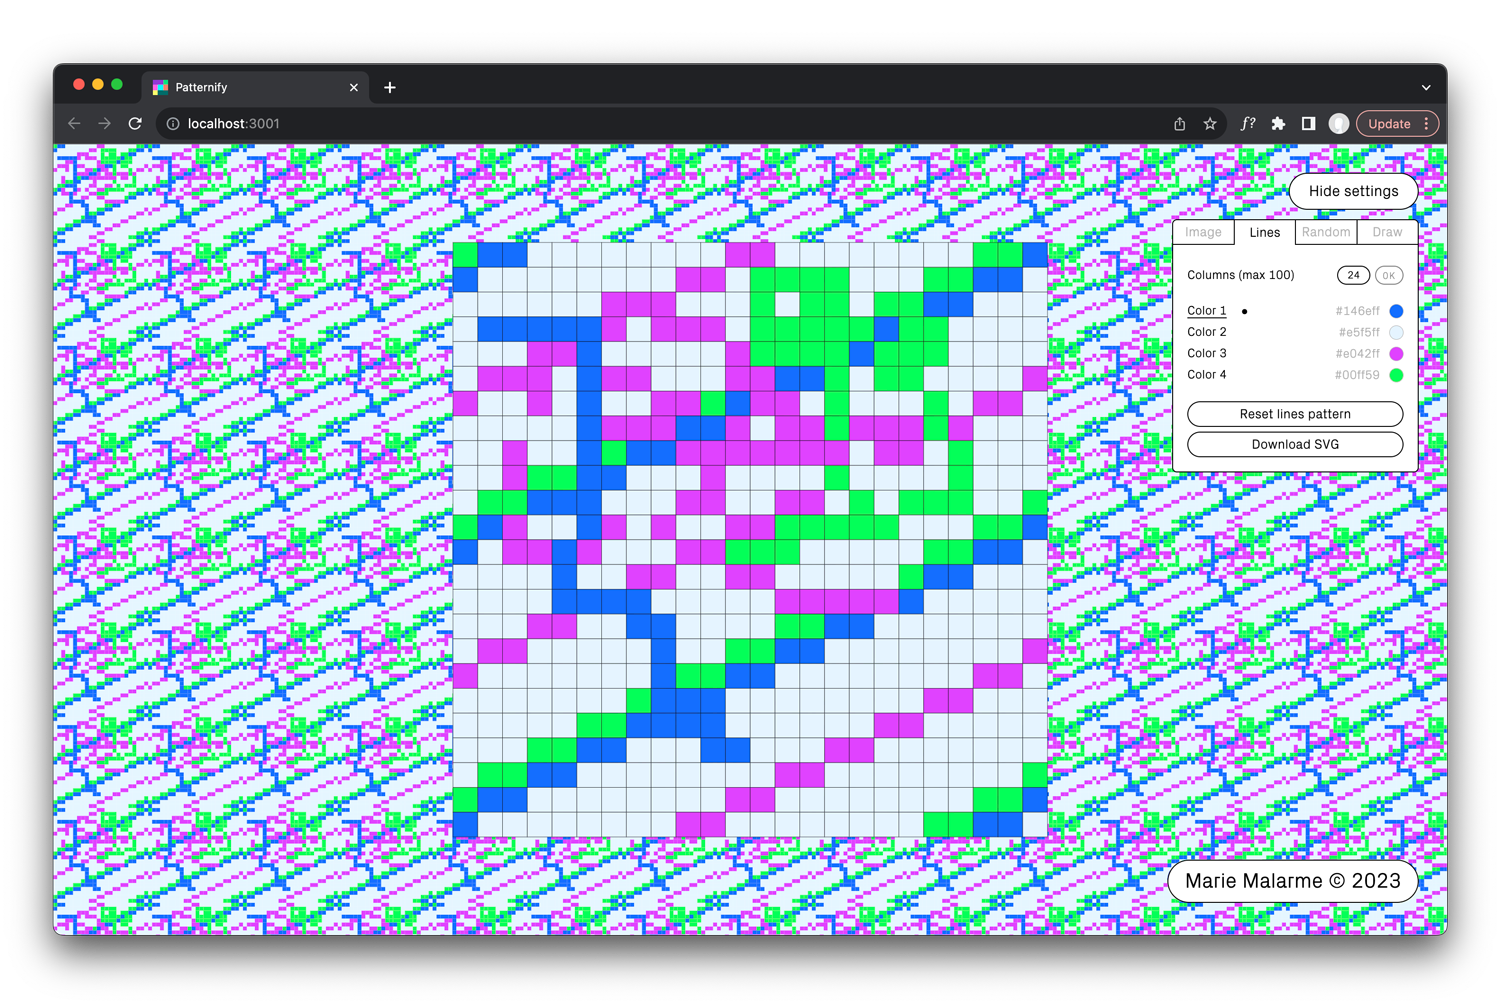 Patternify
localhost:3001
f?
Update
Hide settings
Image Lines Random Draw
Columns (max 100) 24 OK
Color 1 #146eff
Color 2 #e5f5ff
Color 3 #e042ff
Color 4 #00ff59
Reset lines pattern
Download SVG
Marie Malarme © 2023